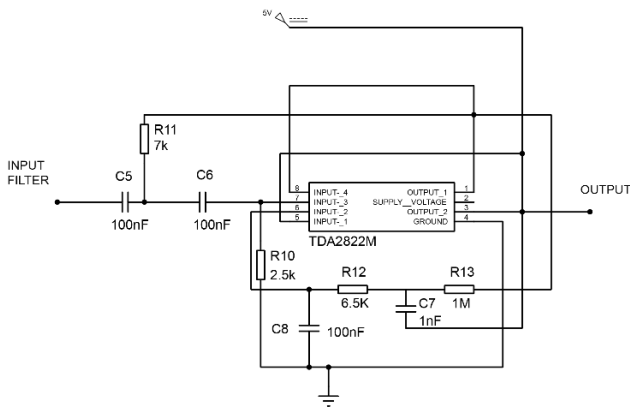 5V
R11
7k
INPUT
FILTER
C5
100nF
C6
100nF
8 INPUT-_4 OUTPUT_1 1
7 INPUT-_3 SUPPLY__VOLTAGE 2
6 INPUT-_2 OUTPUT_2 3
5 INPUT-_1 GROUND 4
TDA2822M
OUTPUT
R10
2.5k
R12
6.5K
R13
1M
C7
1nF
C8
100nF